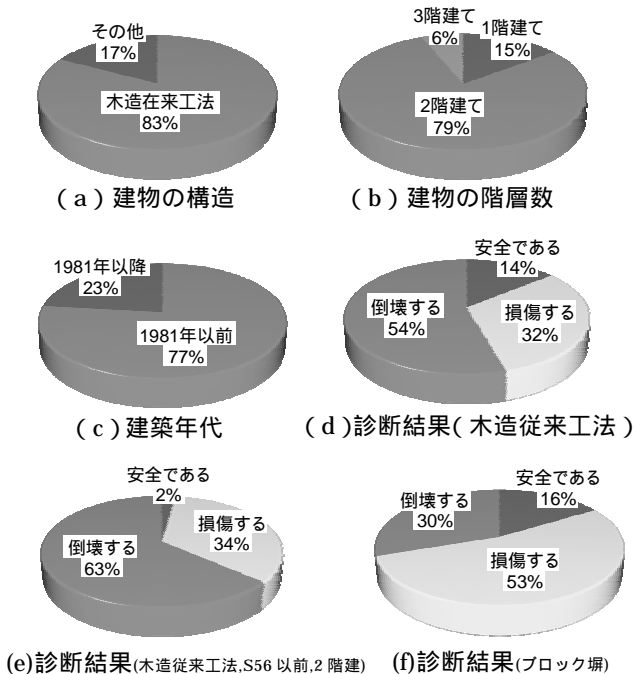 その他
17%
木造在来工法
83%
(a)建物の構造
3階建て
6%
1階建て
15%
2階建て
79%
(b)建物の階層数
1981年以降
23%
1981年以前
77%
(c)建築年代
安全である
14%
倒壊する
54%
損傷する
32%
(d)診断結果(木造従来工法)
安全である
2%
損傷する
34%
倒壊する
63%
(e)診断結果(木造従来工法,S56以前,2階建)
安全である
16%
倒壊する
30%
損傷する
53%
(f)診断結果(ブロック塀)